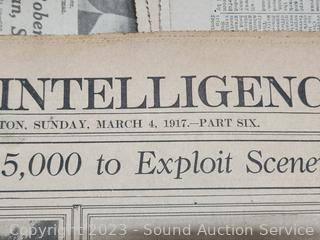 INTELLIGENC
TON, SUNDAY, MARCH 4, 1917.—PART SIX.
5,000 to Exploit Scene
Copyright 2023 - Sound Auction Service